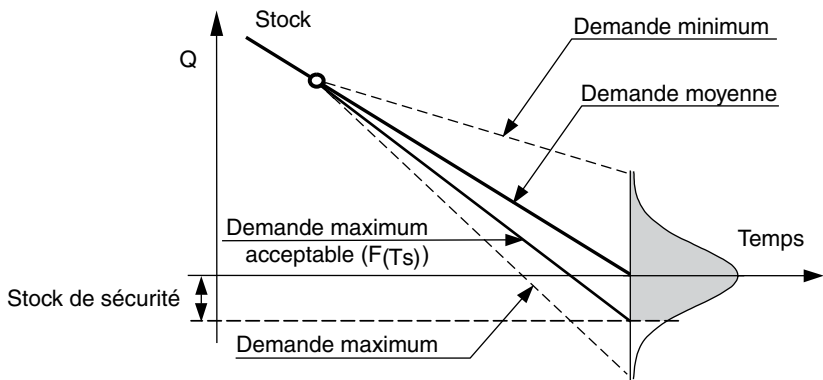 Stock
Demande minimum
Q
Demande moyenne
Demande maximum
acceptable (F(Ts))
Temps
Stock de sécurité
Demande maximum